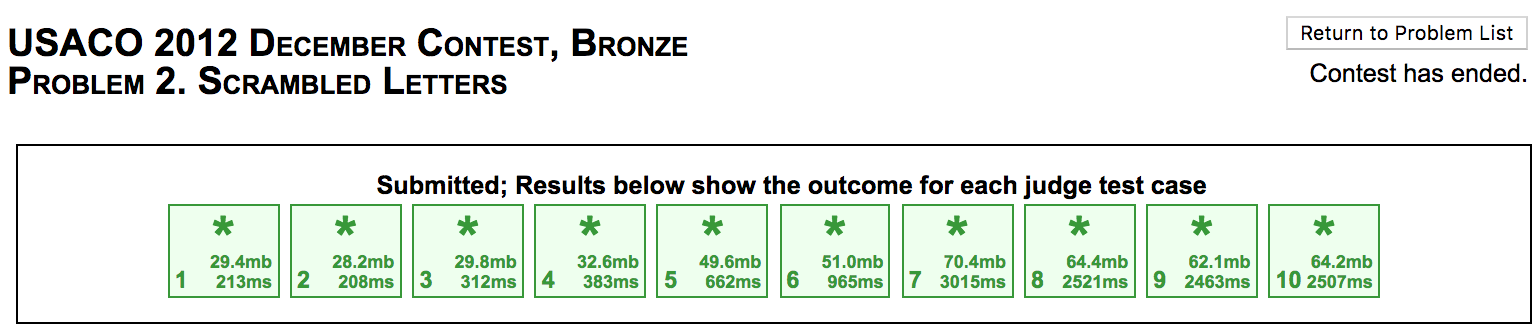 USACO 2012 December Contest, Bronze
Problem 2. Scrambled Letters
Return to Problem List
Contest has ended.
Submitted; Results below show the outcome for each judge test case
* * * * * * * * * *
29.4mb 28.2mb 29.8mb 32.6mb 49.6mb 51.0mb 70.4mb 64.4mb 62.1mb 64.2mb
1 213ms 2 208ms 3 312ms 4 383ms 5 662ms 6 965ms 7 3015ms 8 2521ms 9 2463ms 10 2507ms